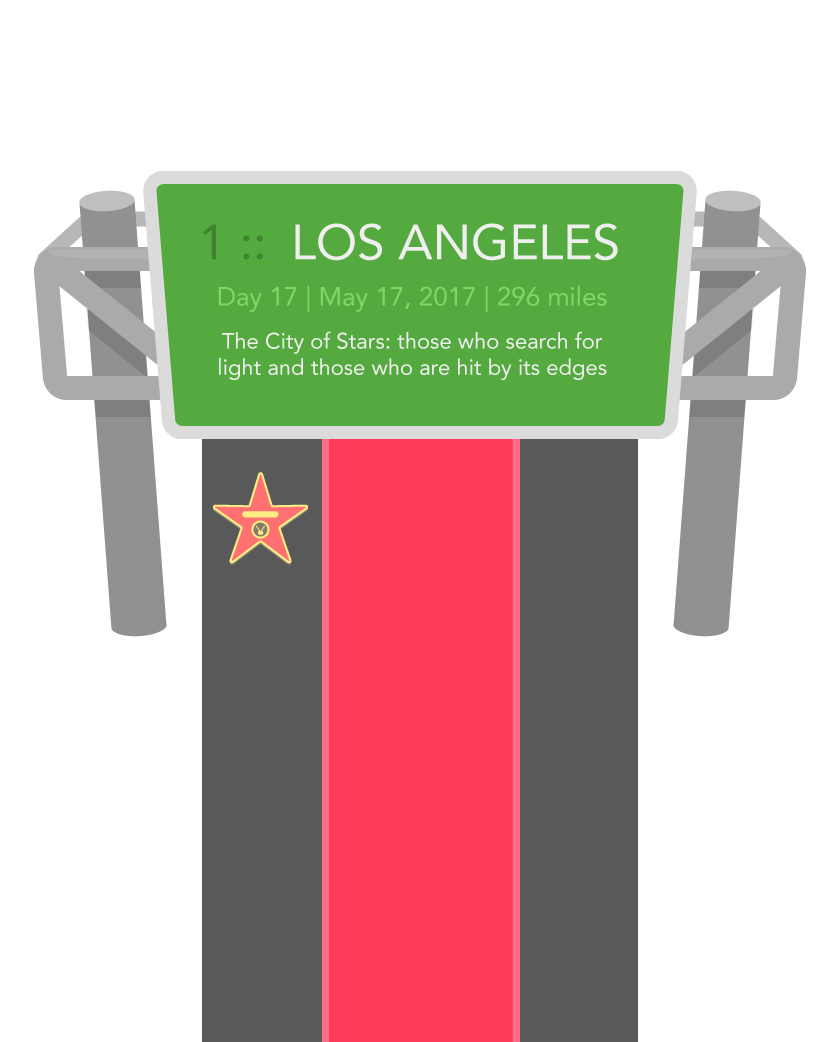 1 :: LOS ANGELES
Day 17 | May 17, 2017 | 296 miles
The City of Stars: those who search for
light and those who are hit by its edges